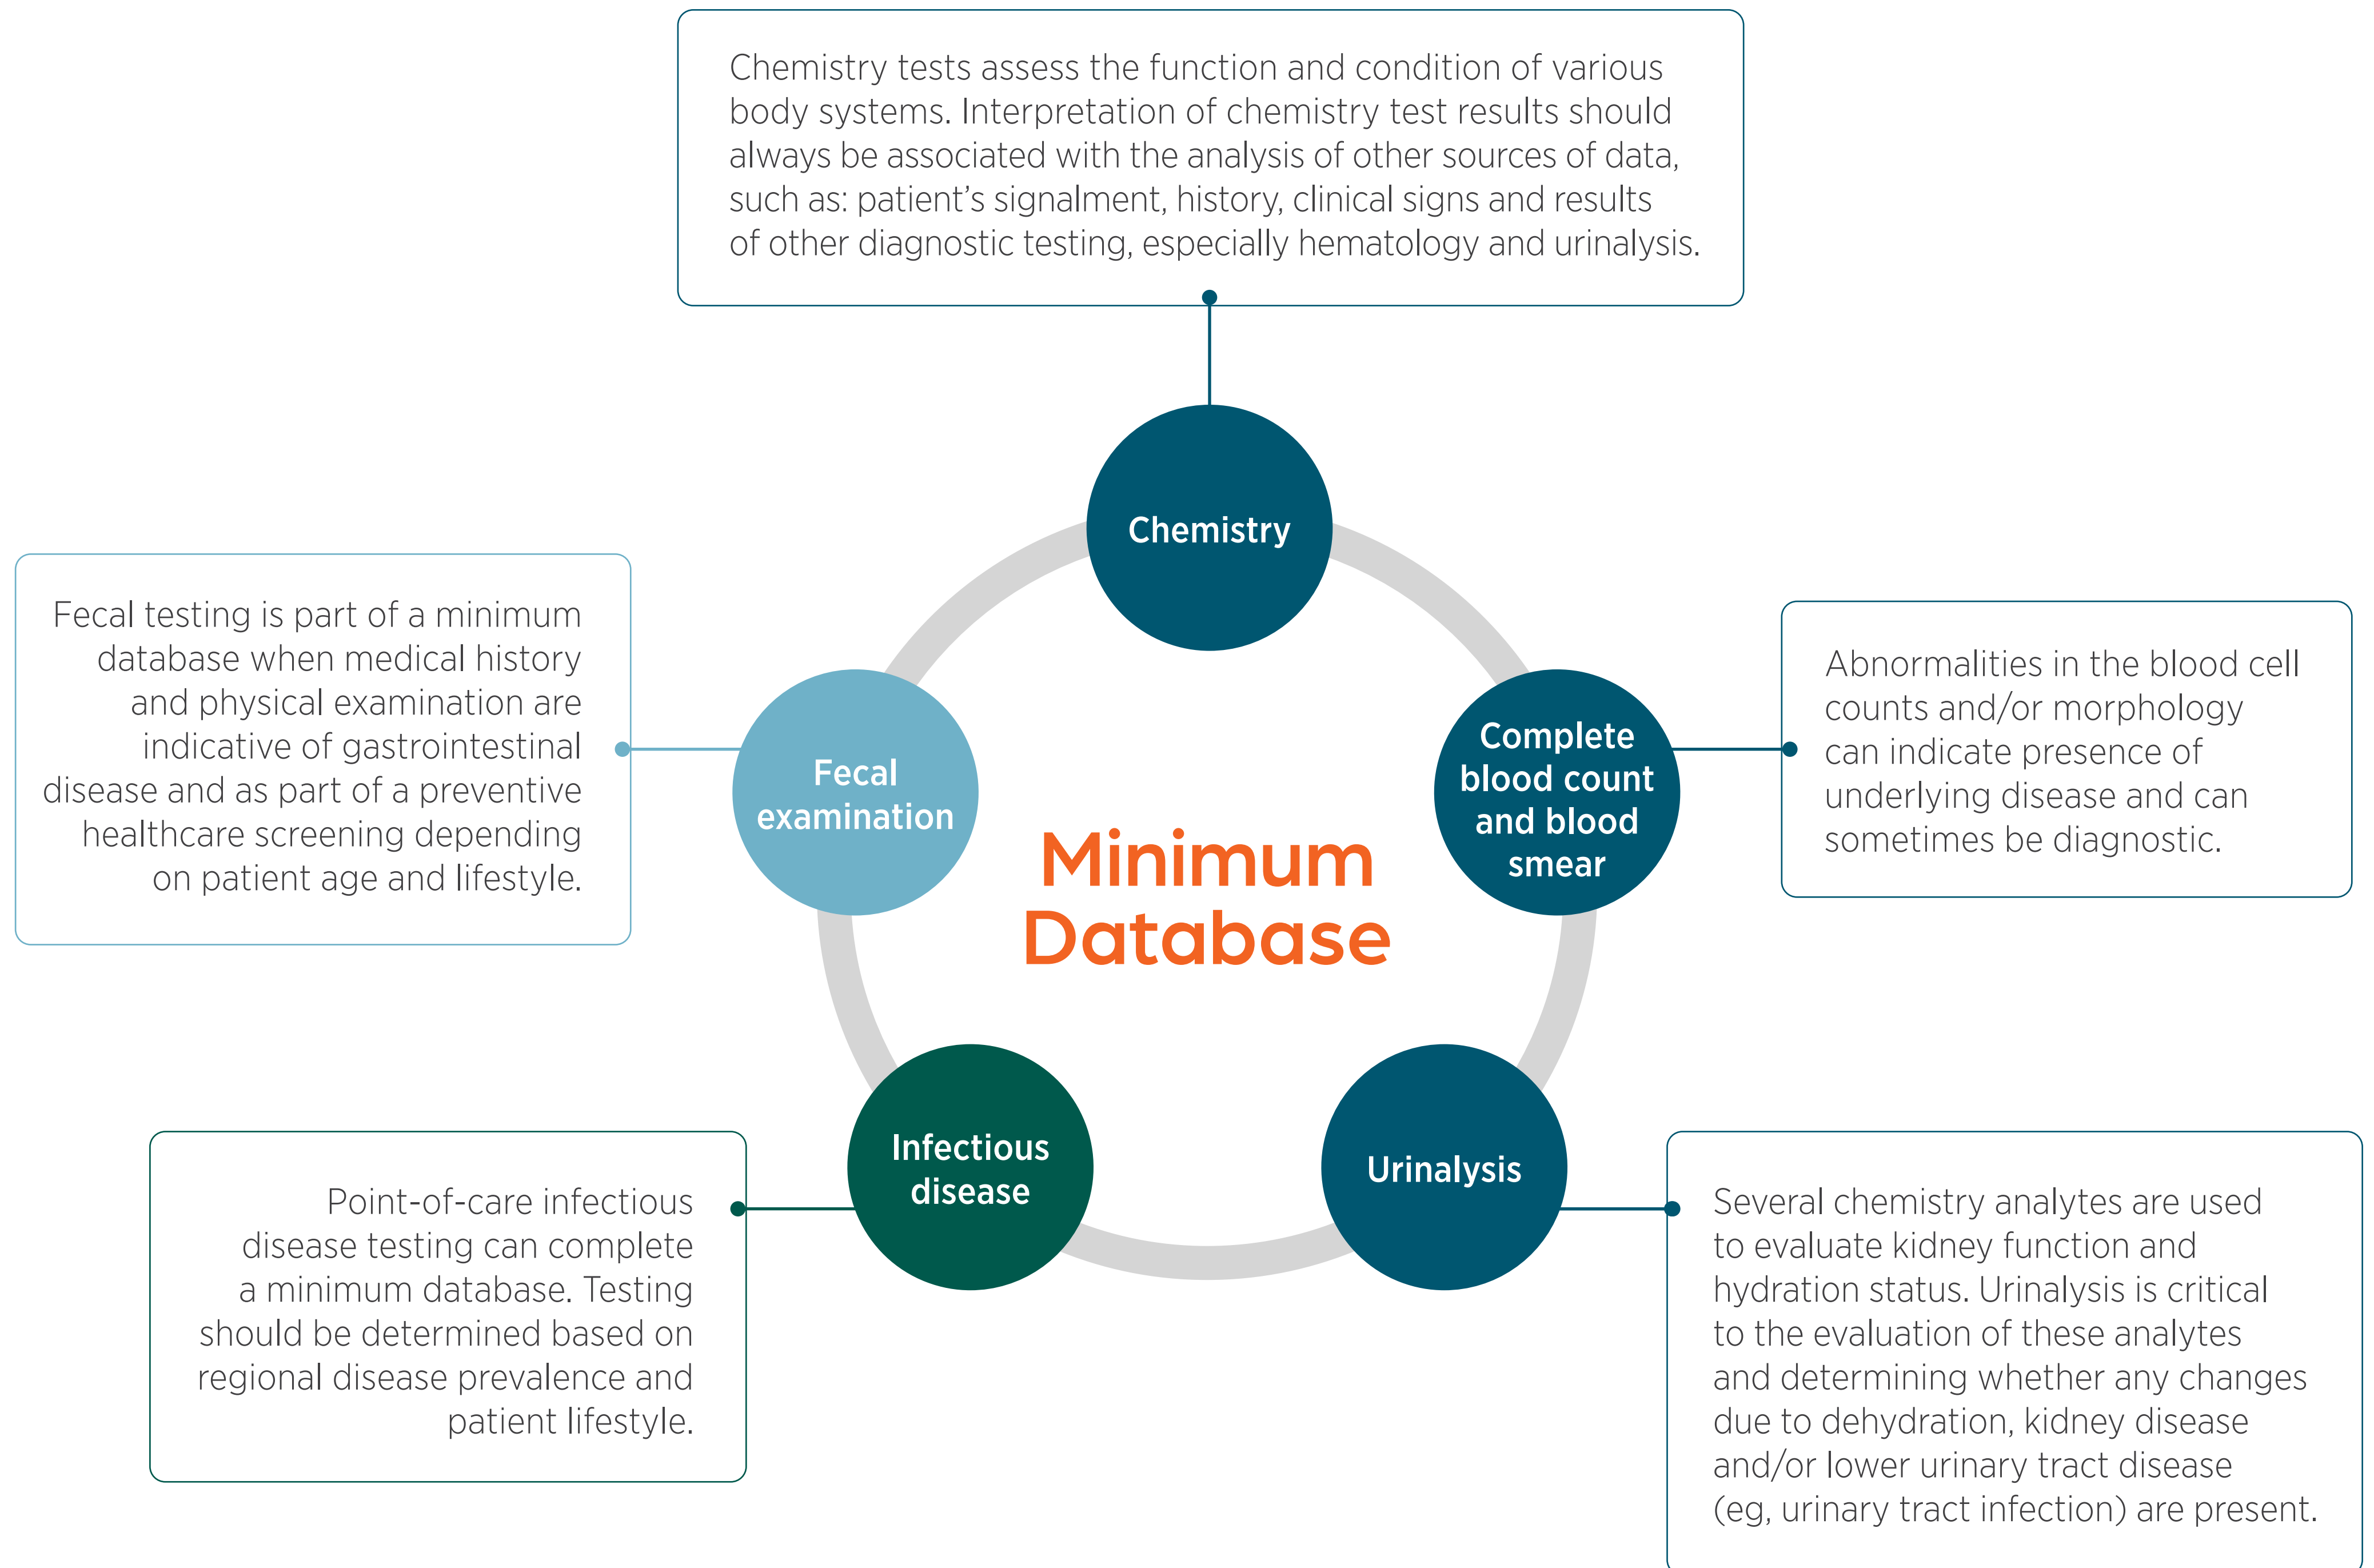 Chemistry tests assess the function and condition of various
body systems. Interpretation of chemistry test results should
always be associated with the analysis of other sources of data,
such as: patient’s signalment, history, clinical signs and results
of other diagnostic testing, especially hematology and urinalysis.
Chemistry
Fecal testing is part of a minimum
database when medical history
and physical examination are
indicative of gastrointestinal
disease and as part of a preventive
healthcare screening depending
on patient age and lifestyle.
Fecal
examination
Minimum
Database
Complete
blood count
and blood
smear
Abnormalities in the blood cell
counts and/or morphology
can indicate presence of
underlying disease and can
sometimes be diagnostic.
Infectious
disease
Point-of-care infectious
disease testing can complete
a minimum database. Testing
should be determined based on
regional disease prevalence and
patient lifestyle.
Urinalysis
Several chemistry analytes are used
to evaluate kidney function and
hydration status. Urinalysis is critical
to the evaluation of these analytes
and determining whether any changes
due to dehydration, kidney disease
and/or lower urinary tract disease
(eg, urinary tract infection) are present.